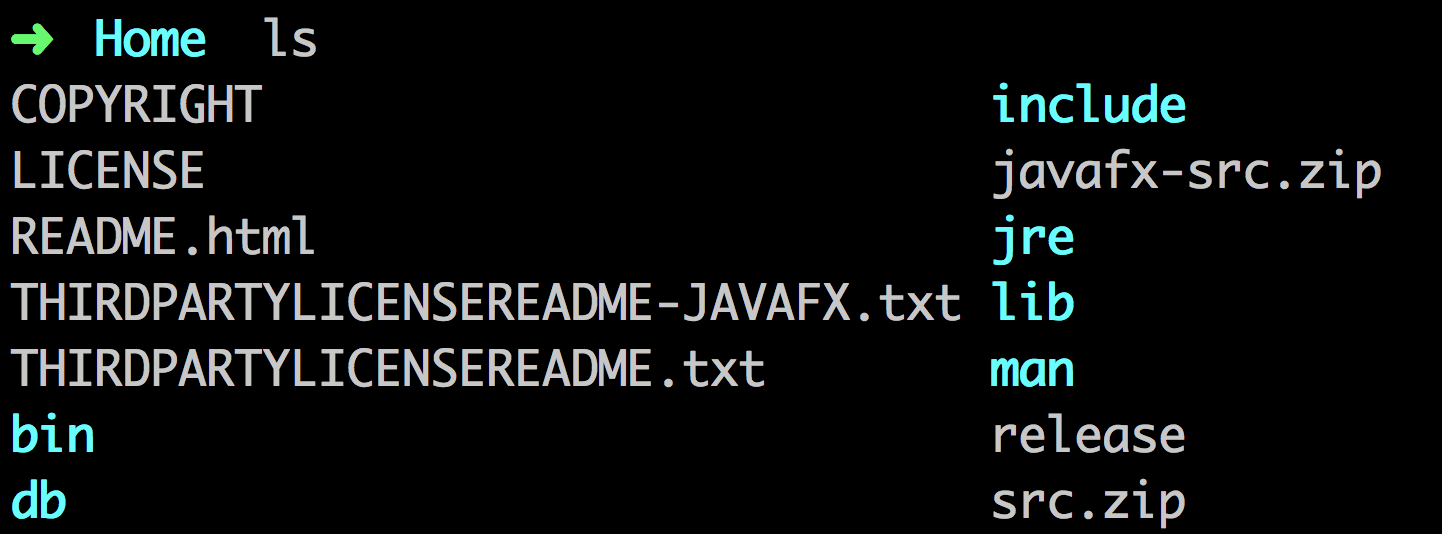 ➜ Home ls
COPYRIGHT include
LICENSE javafx-src.zip
README.html jre
THIRDPARTYLICENSEREADME-JAVAFX.txt lib
THIRDPARTYLICENSEREADME.txt man
bin release
db src.zip